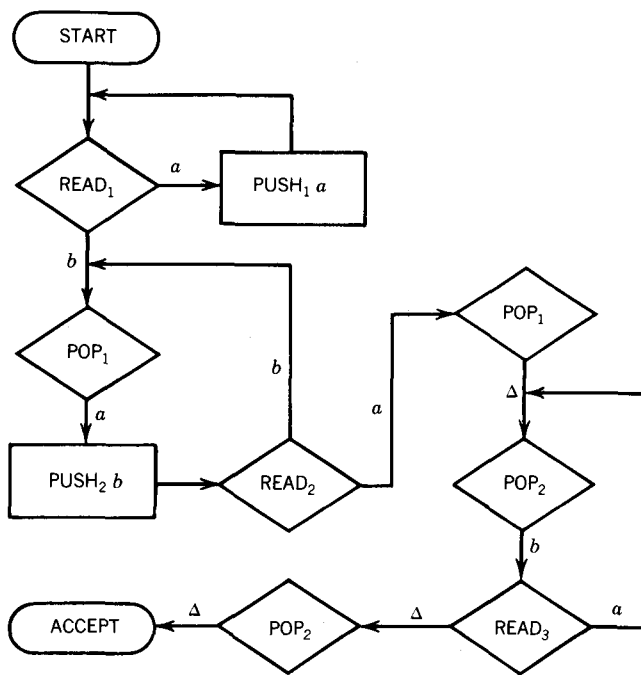 START
READ₁
a
PUSH₁ a
b
POP₁
POP₁
b
a
Δ
a
PUSH₂ b
READ₂
POP₂
b
ACCEPT
Δ
POP₂
Δ
READ₃
a